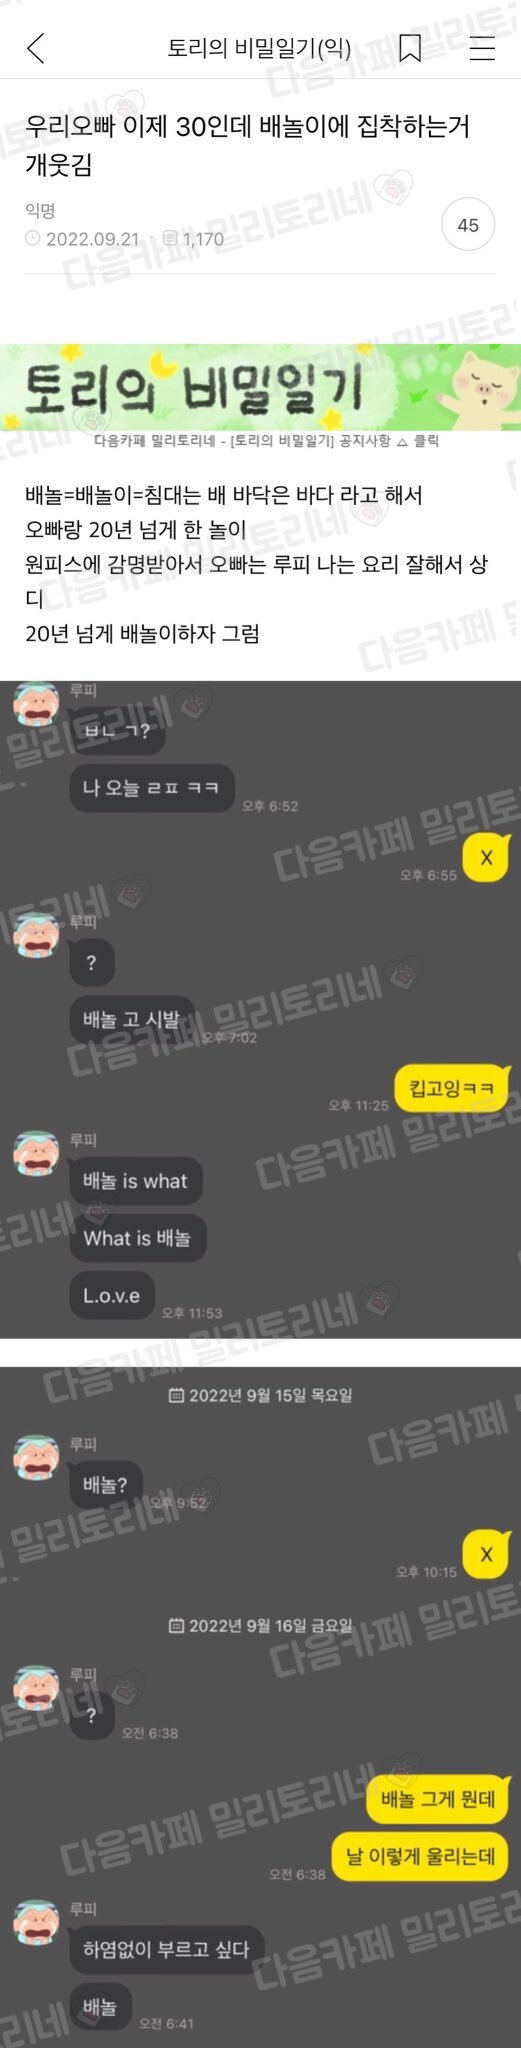 토리의 비밀일기(익)
우리오빠 이제 30인데 배놀이에 집착하는거
개웃김
익명
2022.09.21 · 1,170
45
토리의 비밀일기
다음카페 밀리토리네 - [토리의 비밀일기] 공지사항 △ 클릭
배놀=배놀이=침대는 배 바닥은 바다 라고 해서
오빠랑 20년 넘게 한 놀이
원피스에 감명받아서 오빠는 루피 나는 요리 잘해서 상
디
20년 넘게 배놀이하자 그럼
루피
ㅂㄴ ㄱ?
나 오늘 ㄹㅍ ㅋㅋ
오후 6:52
X
오후 6:55
루피
?
배놀 고 시발
오후 7:02
킵고잉ㅋㅋ
오후 11:25
루피
배놀 is what
What is 배놀
L.o.v.e
오후 11:53
2022년 9월 15일 목요일
루피
배놀?
오후 9:52
X
오후 10:15
2022년 9월 16일 금요일
루피
?
오전 6:38
배놀 그게 뭔데
날 이렇게 울리는데
오전 6:38
루피
하염없이 부르고 싶다
배놀
오전 6:41
다음카페 밀리토리네